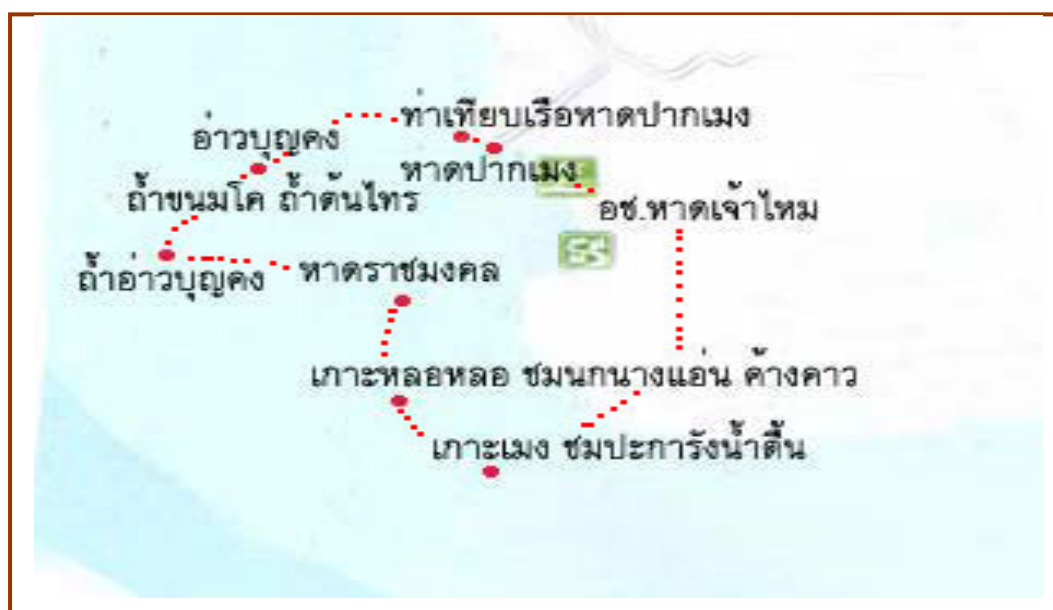 ท่าเทียบเรือหาดปากเมง
อ่าวบุญคง
หาดปากเมง
ถ้ำขนมโค ถ้ำต้นไทร
อช.หาดเจ้าไหม
ถ้ำอ่าวบุญคง
หาดราชมงคล
เกาะหลอหลอ ชมนกนางแอ่น ค้างคาว
เกาะเมง ชมปะการังน้ำตื้น